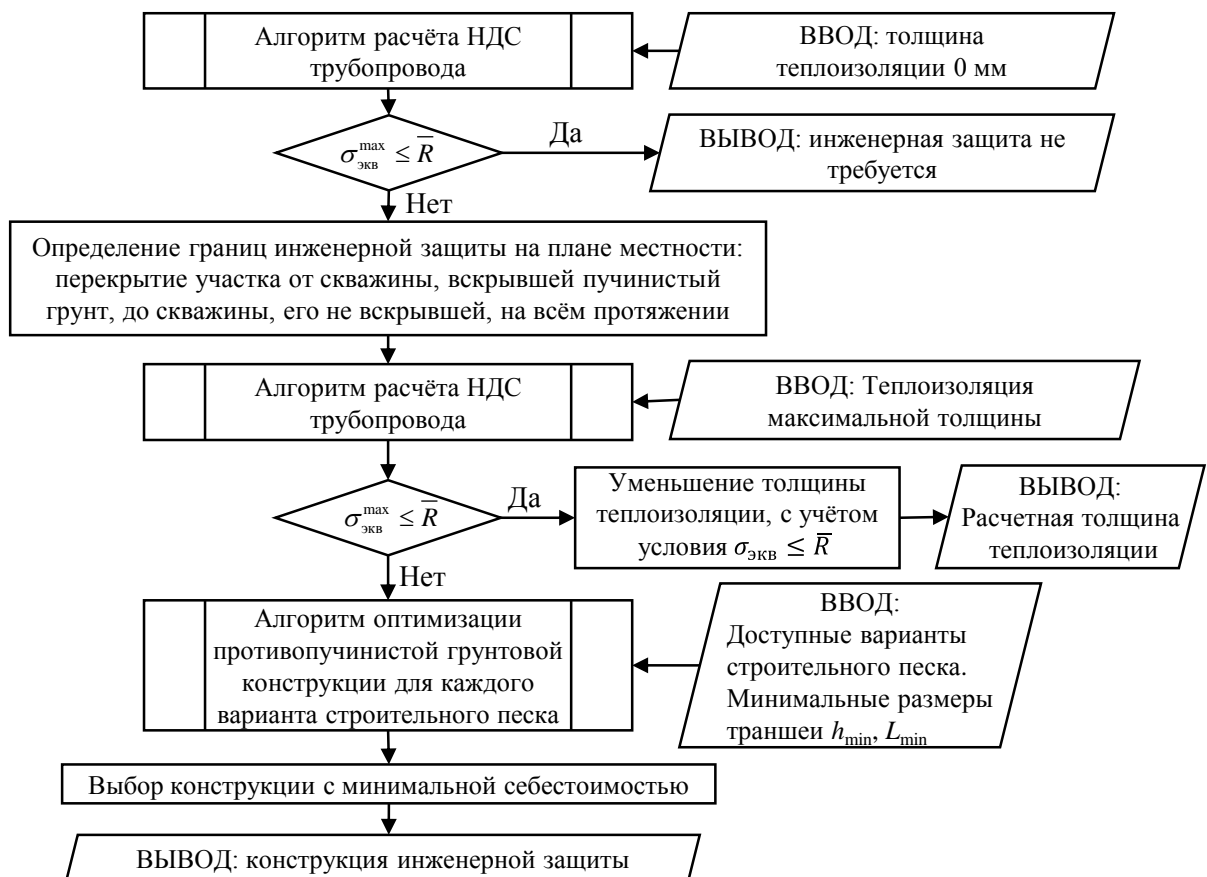 Алгоритм расчёта НДС
трубопровода
ВВОД: толщина
теплоизоляции 0 мм
σ_экв^max ≤ R̅
Да
ВЫВОД: инженерная защита не
требуется
Нет
Определение границ инженерной защиты на плане местности:
перекрытие участка от скважины, вскрывшей пучинистый
грунт, до скважины, его не вскрывшей, на всём протяжении
Алгоритм расчёта НДС
трубопровода
ВВОД: Теплоизоляция
максимальной толщины
σ_экв^max ≤ R̅
Да
Уменьшение толщины
теплоизоляции, с учётом
условия σ_экв ≤ R̅
ВЫВОД:
Расчетная толщина
теплоизоляции
Нет
Алгоритм оптимизации
противопучинистой грунтовой
конструкции для каждого
варианта строительного песка
ВВОД:
Доступные варианты
строительного песка.
Минимальные размеры
траншеи h_min, L_min
Выбор конструкции с минимальной себестоимостью
ВЫВОД: конструкция инженерной защиты